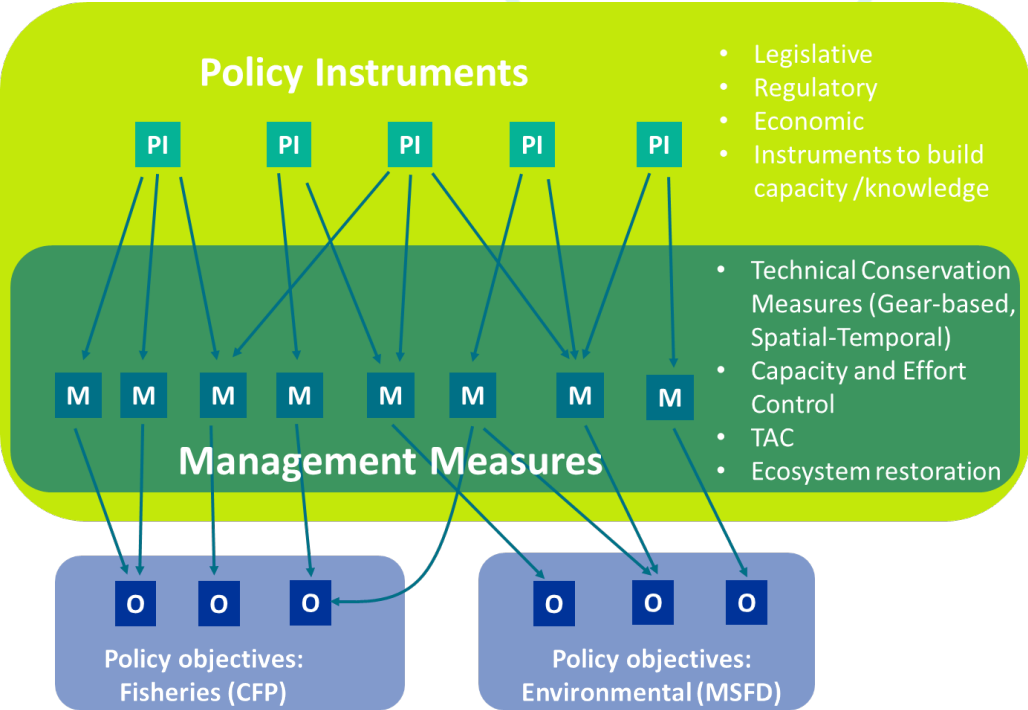 Policy Instruments
• Legislative
• Regulatory
• Economic
• Instruments to build
capacity /knowledge
PI PI PI PI PI
• Technical Conservation
Measures (Gear-based,
Spatial-Temporal)
• Capacity and Effort
Control
• TAC
• Ecosystem restoration
M M M M M M M M
Management Measures
O O O O O O
Policy objectives:
Fisheries (CFP)
Policy objectives:
Environmental (MSFD)